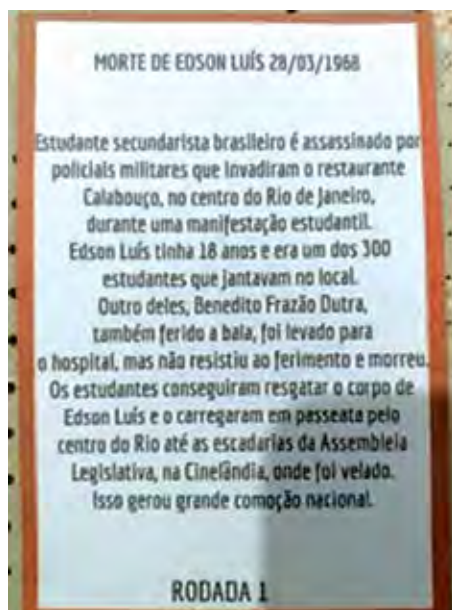 MORTE DE EDSON LUÍS 28/03/1968
Estudante secundarista brasileiro é assassinado por
policiais militares que invadiram o restaurante
Calabouço, no centro do Rio de Janeiro,
durante uma manifestação estudantil.
Edson Luís tinha 18 anos e era um dos 300
estudantes que jantavam no local.
Outro deles, Benedito Frazão Dutra,
também ferido a bala, foi levado para
o hospital, mas não resistiu ao ferimento e morreu.
Os estudantes conseguiram resgatar o corpo de
Edson Luís e o carregaram em passeata pelo
centro do Rio até as escadarias da Assembleia
Legislativa, na Cinelândia, onde foi velado.
Isso gerou grande comoção nacional.
RODADA 1